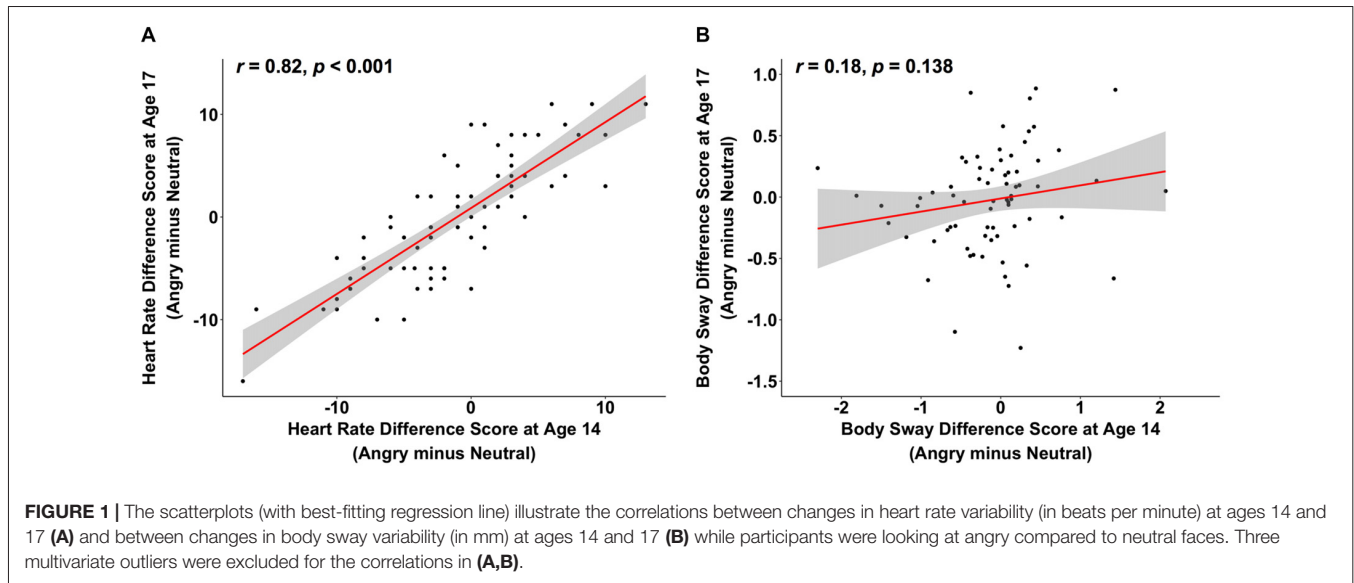 A
r = 0.82, p < 0.001
Heart Rate Difference Score at Age 17
(Angry minus Neutral)
10
0
-10
-10
0
10
Heart Rate Difference Score at Age 14
(Angry minus Neutral)
B
r = 0.18, p = 0.138
Body Sway Difference Score at Age 17
(Angry minus Neutral)
1.0
0.5
0.0
-0.5
-1.0
-1.5
-2
-1
0
1
2
Body Sway Difference Score at Age 14
(Angry minus Neutral)
FIGURE 1 | The scatterplots (with best-fitting regression line) illustrate the correlations between changes in heart rate variability (in beats per minute) at ages 14 and
17 (A) and between changes in body sway variability (in mm) at ages 14 and 17 (B) while participants were looking at angry compared to neutral faces. Three
multivariate outliers were excluded for the correlations in (A,B).